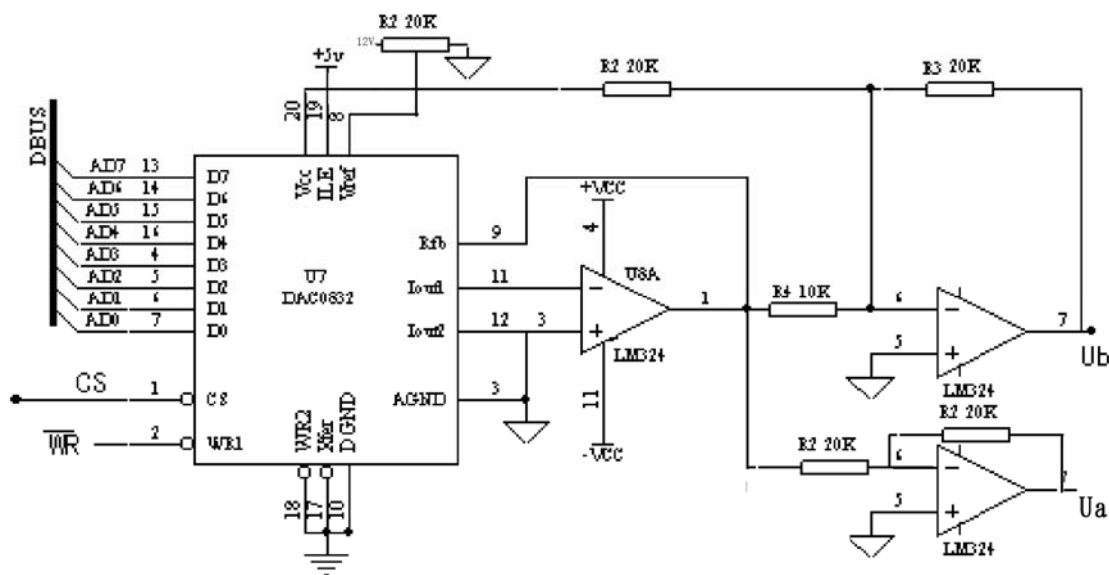 R2 20K
12V
+5v
R2 20K
R3 20K
20
19
8
DBUS
AD7 13 D7
AD6 14 D6
AD5 15 D5
AD4 16 D4
AD3 4 D3
AD2 5 D2
AD1 6 D1
AD0 7 D0
Vcc
ILE
Vref
U7
DAC0832
Rfb 9
Iout1 11
Iout2 12 3
AGND 3
+VCC
4
U8A
1
LM324
11
-VCC
R4 10K
6
5
7
Ub
LM324
CS 1 CS
WR 2 WR1
WR2
Xfer
DGND
18
17
10
R2 20K
R2 20K
6
5
7
Ua
LM324